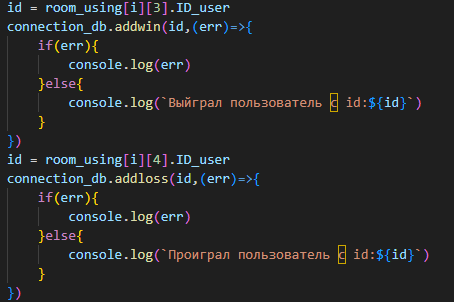 id = room_using[i][3].ID_user
connection_db.addwin(id,(err)=>{
    if(err){
        console.log(err)
    }else{
        console.log(`Выйграл пользователь с id:${id}`)
    }
})
id = room_using[i][4].ID_user
connection_db.addloss(id,(err)=>{
    if(err){
        console.log(err)
    }else{
        console.log(`Проиграл пользователь с id:${id}`)
    }
})